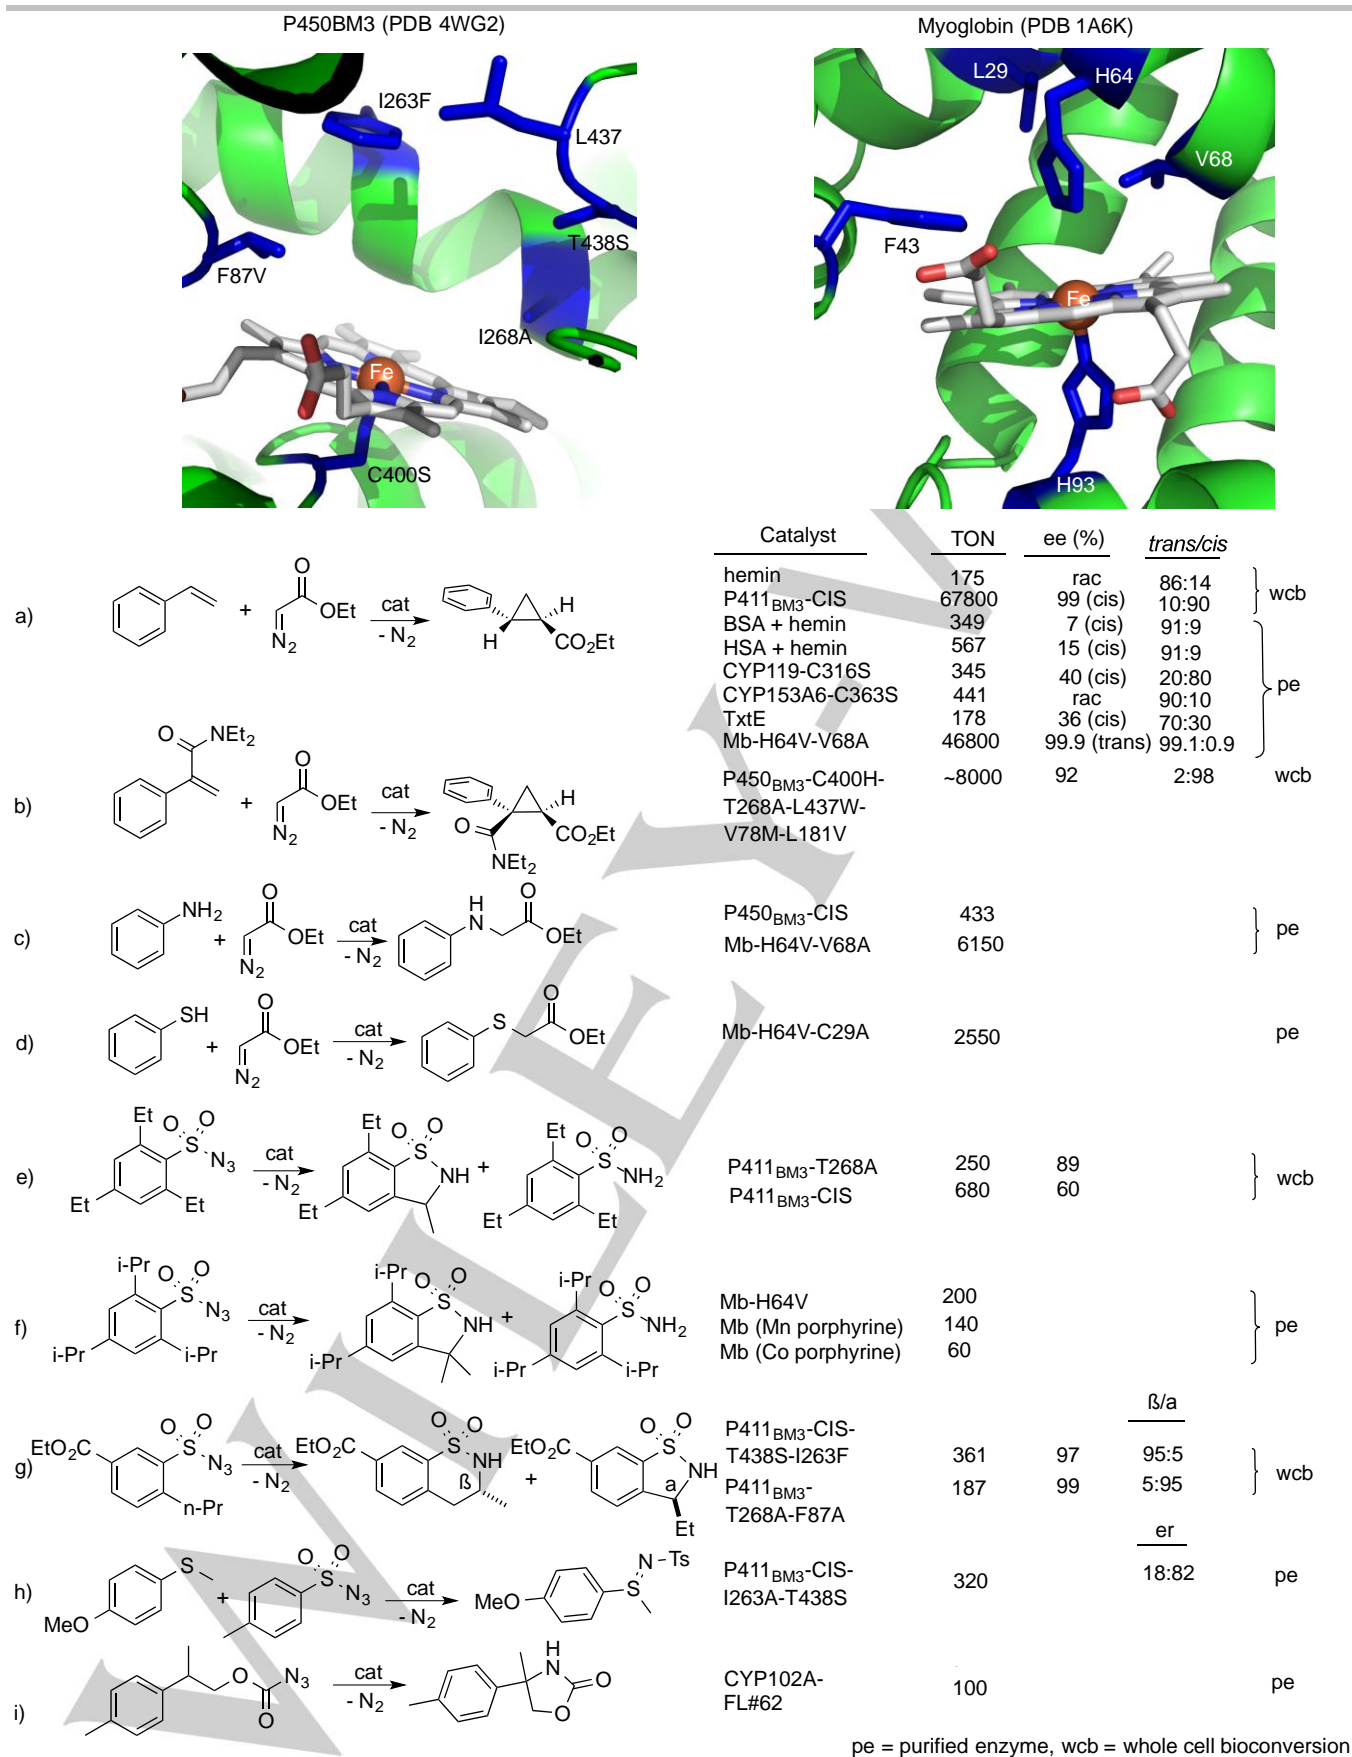 P450BM3 (PDB 4WG2)
Myoglobin (PDB 1A6K)
I263F
L437
T438S
F87V
I268A
Fe
C400S
L29
H64
V68
F43
Fe
H93
Catalyst TON ee (%) trans/cis
a)
+
O
OEt
N2
cat
- N2
H
H
CO2Et
hemin 175 rac 86:14
P411BM3-CIS 67800 99 (cis) 10:90
wcb
BSA + hemin 349 7 (cis) 91:9
HSA + hemin 567 15 (cis) 91:9
CYP119-C316S 345 40 (cis) 20:80
CYP153A6-C363S 441 rac 90:10
TxtE 178 36 (cis) 70:30
Mb-H64V-V68A 46800 99.9 (trans) 99.1:0.9
pe
b)
O
NEt2
+
O
OEt
N2
cat
- N2
H
CO2Et
O
NEt2
P450BM3-C400H- ~8000 92 2:98 wcb
T268A-L437W-
V78M-L181V
c)
NH2
+
O
OEt
N2
cat
- N2
H
N
O
OEt
P450BM3-CIS 433
Mb-H64V-V68A 6150
pe
d)
SH
+
O
OEt
N2
cat
- N2
S
O
OEt
Mb-H64V-C29A 2550 pe
e)
Et
O
O
S
N3
Et
Et
cat
- N2
Et
O
O
S
NH
Et
+
Et
O
O
S
NH2
Et
Et
P411BM3-T268A 250 89
P411BM3-CIS 680 60
wcb
f)
i-Pr
O
O
S
N3
i-Pr
i-Pr
cat
- N2
i-Pr
O
O
S
NH
i-Pr
+
i-Pr
O
O
S
NH2
i-Pr
i-Pr
Mb-H64V 200
Mb (Mn porphyrine) 140
Mb (Co porphyrine) 60
pe
g)
EtO2C
O
O
S
N3
n-Pr
cat
- N2
EtO2C
O
O
S
NH
ß
+
EtO2C
O
O
S
NH
a
Et
ß/a
P411BM3-CIS-
T438S-I263F 361 97 95:5
P411BM3- 187 99 5:95
T268A-F87A
wcb
h)
S
MeO
+
O
O
S
N3
cat
- N2
N-Ts
S
MeO
er
P411BM3-CIS- 320 18:82 pe
I263A-T438S
i)
O
N3
O
cat
- N2
H
N
O
O
CYP102A- 100 pe
FL#62
pe = purified enzyme, wcb = whole cell bioconversion
WILEY-V